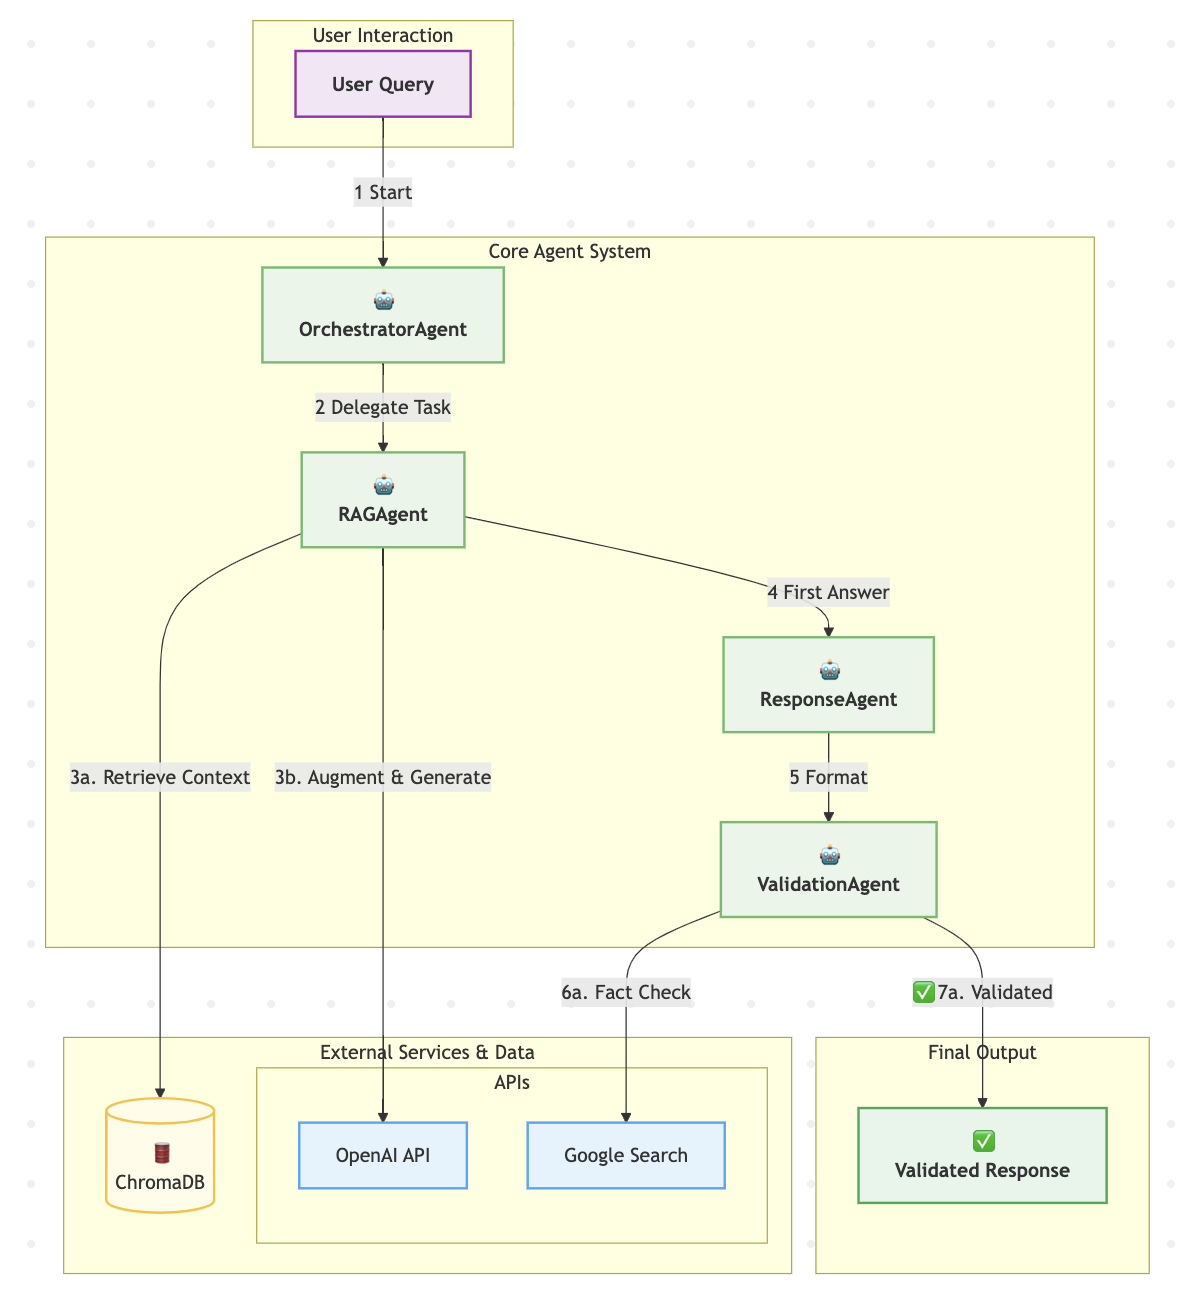 User Interaction
User Query
1 Start
Core Agent System
🤖
OrchestratorAgent
2 Delegate Task
🤖
RAGAgent
4 First Answer
🤖
ResponseAgent
3a. Retrieve Context
3b. Augment & Generate
5 Format
🤖
ValidationAgent
6a. Fact Check
✅ 7a. Validated
External Services & Data
Final Output
APIs
🛢️
ChromaDB
OpenAI API
Google Search
✅
Validated Response